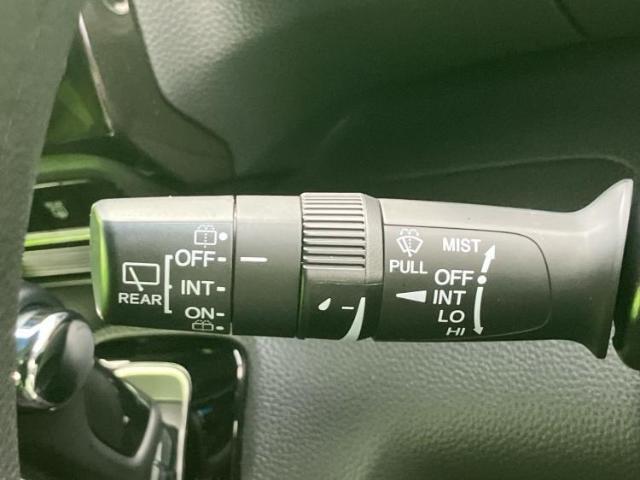 OFF
INT
ON
REAR
PULL
MIST
OFF
INT
LO
HI